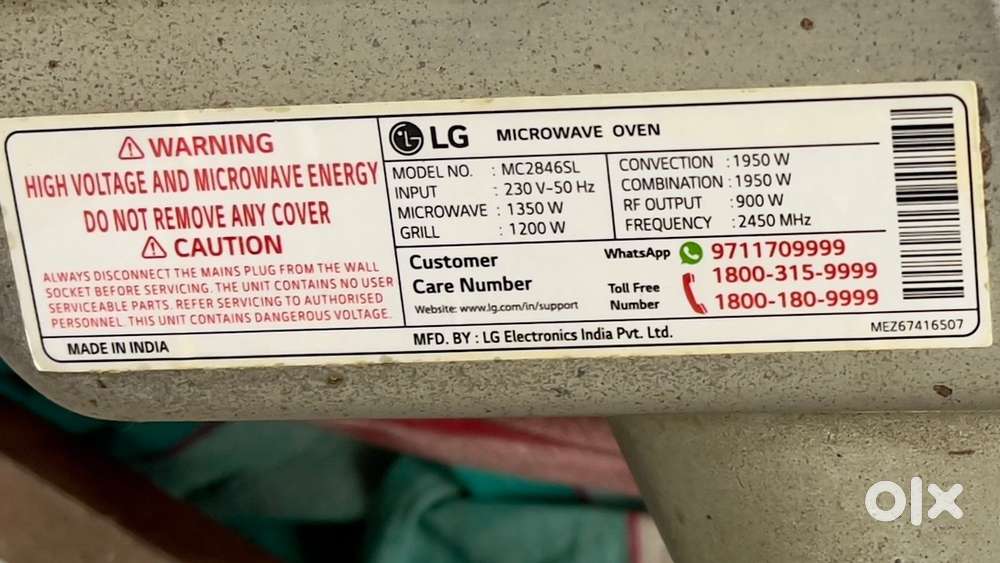 WARNING
HIGH VOLTAGE AND MICROWAVE ENERGY
DO NOT REMOVE ANY COVER
CAUTION
ALWAYS DISCONNECT THE MAINS PLUG FROM THE WALL
SOCKET BEFORE SERVICING. THE UNIT CONTAINS NO USER
SERVICEABLE PARTS. REFER SERVICING TO AUTHORISED
PERSONNEL. THIS UNIT CONTAINS DANGEROUS VOLTAGE.
MADE IN INDIA
LG MICROWAVE OVEN
MODEL NO. : MC2846SL
INPUT : 230 V~50 Hz
MICROWAVE : 1350 W
GRILL : 1200 W
CONVECTION : 1950 W
COMBINATION : 1950 W
RF OUTPUT : 900 W
FREQUENCY : 2450 MHz
Customer
Care Number
Website: www.lg.com/in/support
WhatsApp 9711709999
Toll Free
Number
1800-315-9999
1800-180-9999
MFD. BY : LG Electronics India Pvt. Ltd.
MEZ67416507
olx